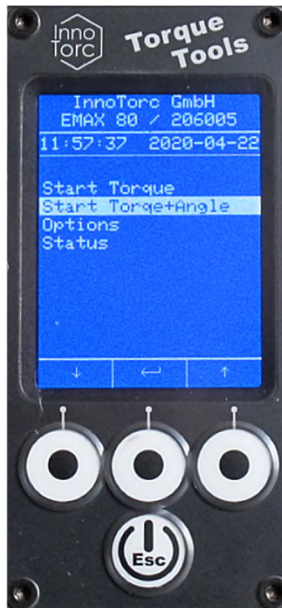 Inno
Torc
Torque
Tools
InnoTorc GmbH
EMAX 80 / 206005
11:57:37 2020-04-22
Start Torque
Start Torqe+Angle
Options
Status
↓ ↵ ↑
Esc